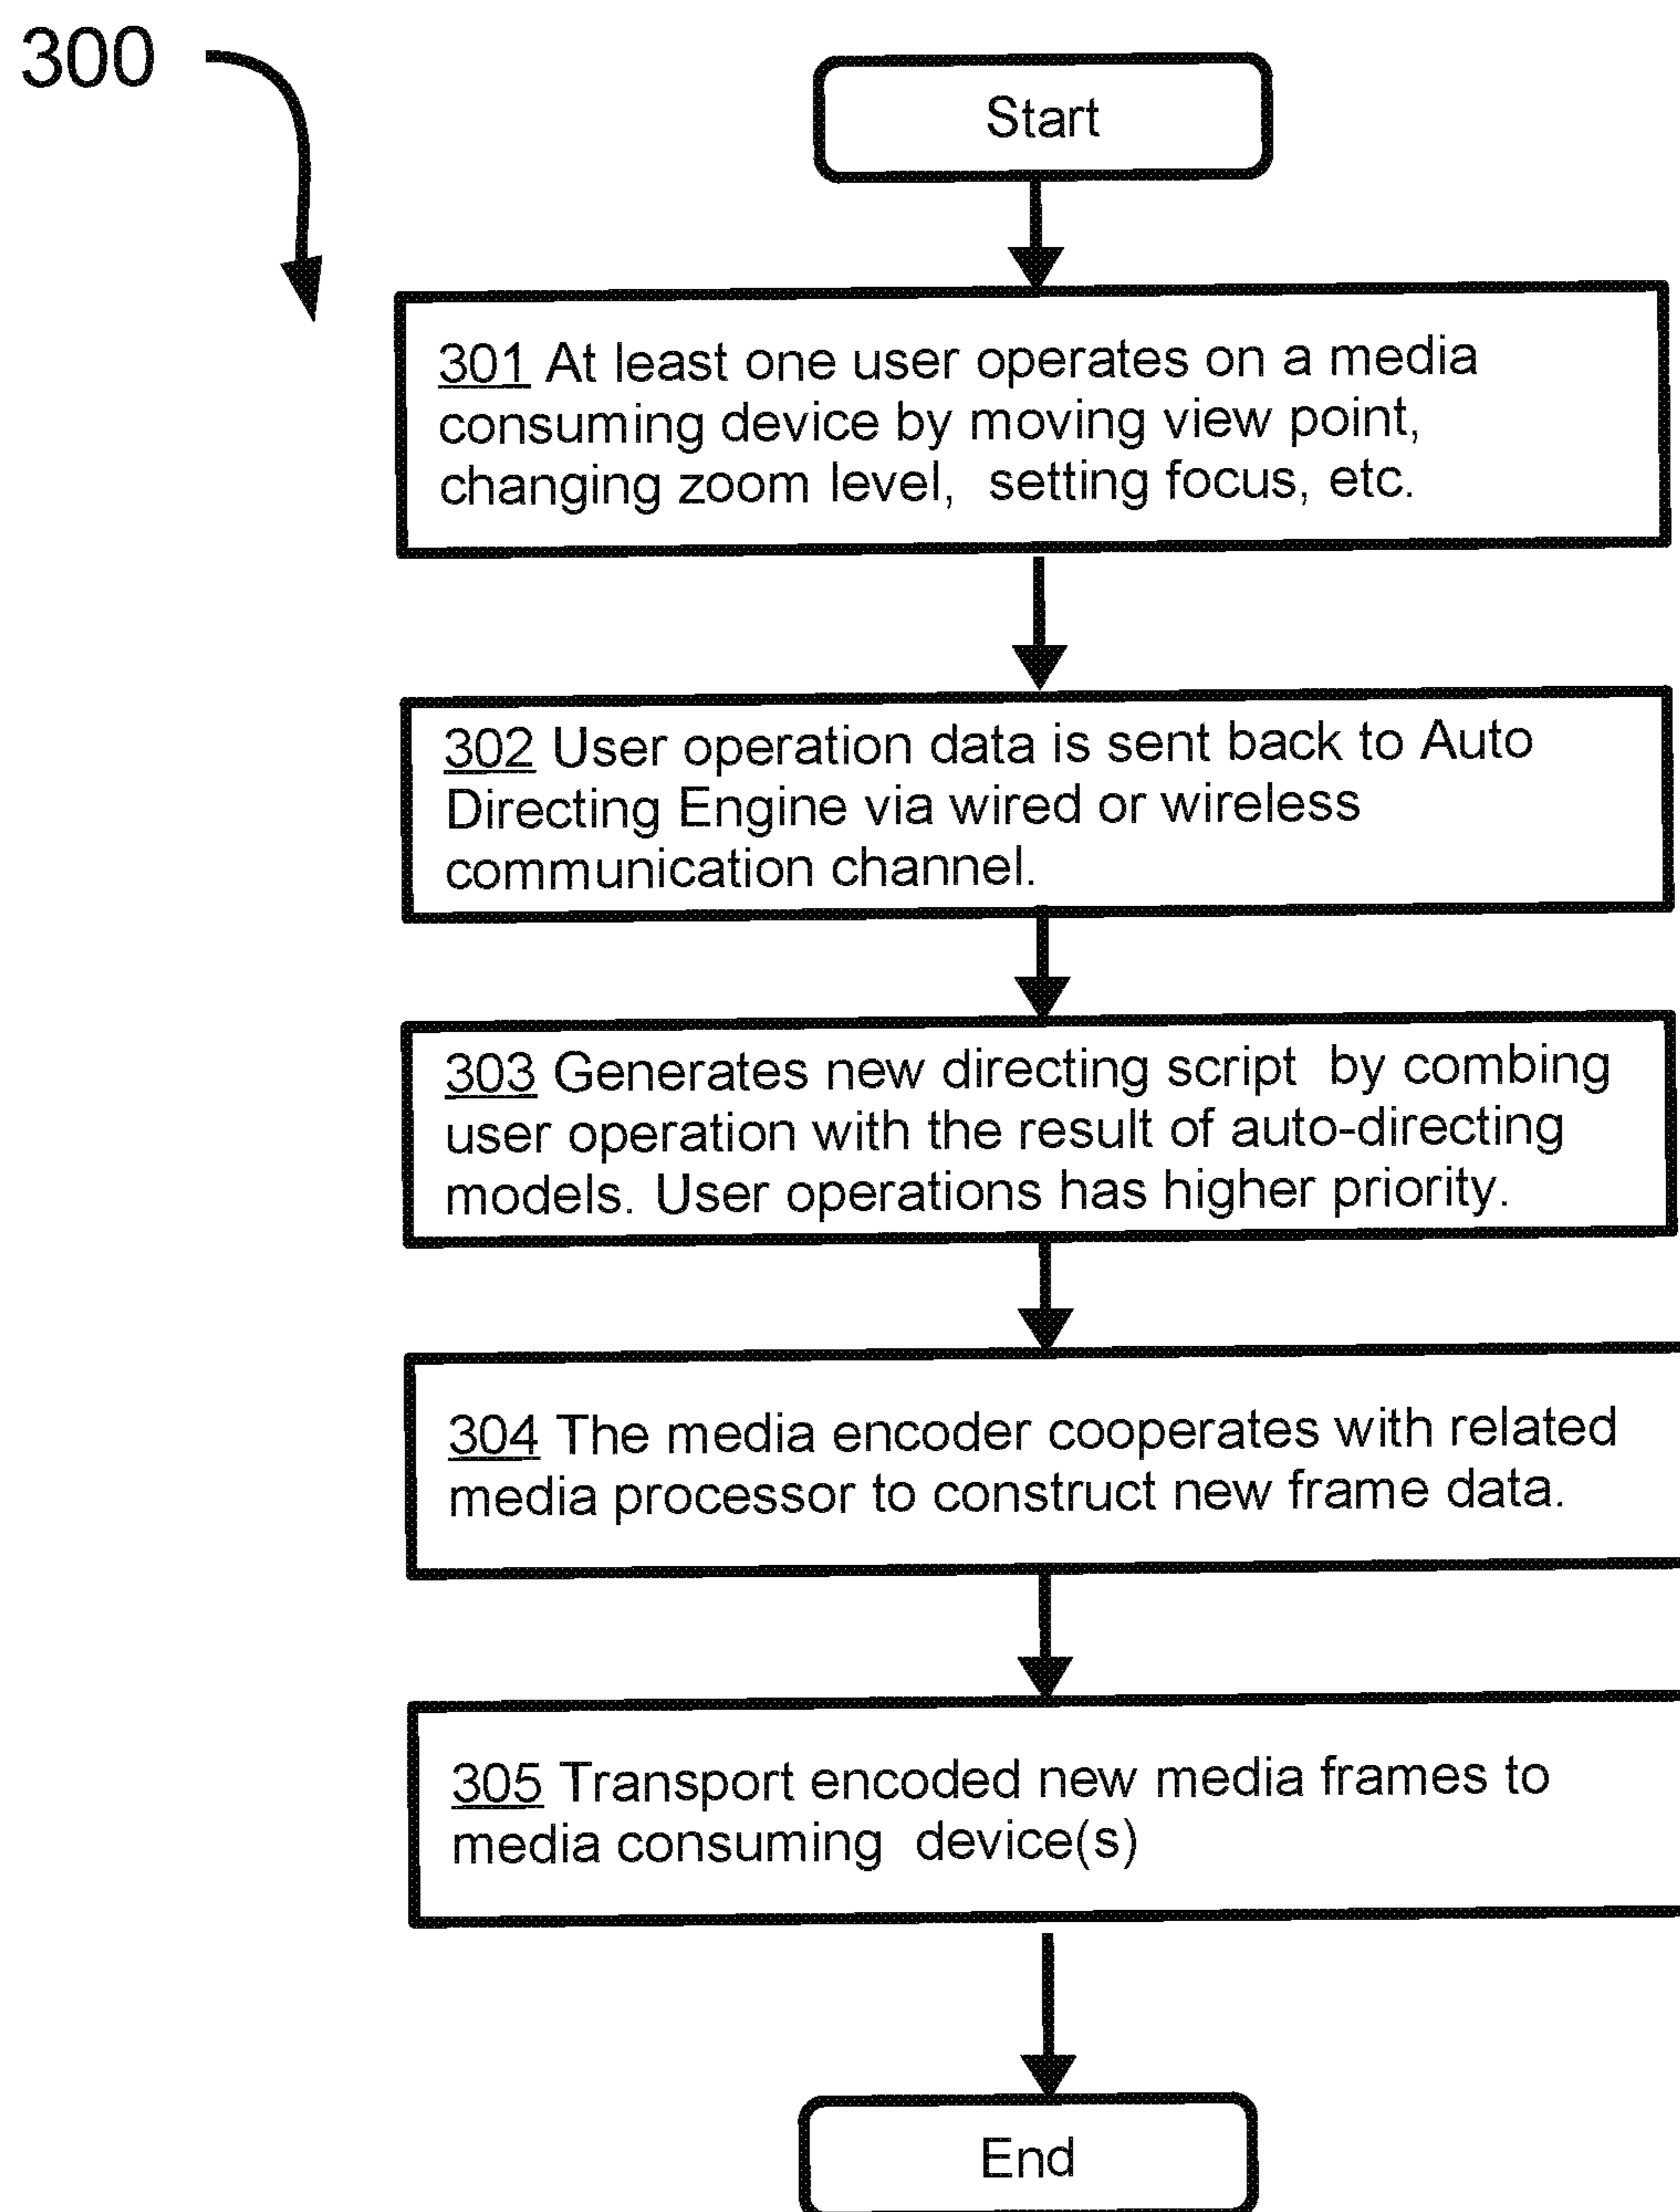 300
Start
301 At least one user operates on a media
consuming device by moving view point,
changing zoom level, setting focus, etc.
302 User operation data is sent back to Auto
Directing Engine via wired or wireless
communication channel.
303 Generates new directing script by combing
user operation with the result of auto-directing
models. User operations has higher priority.
304 The media encoder cooperates with related
media processor to construct new frame data.
305 Transport encoded new media frames to
media consuming device(s)
End